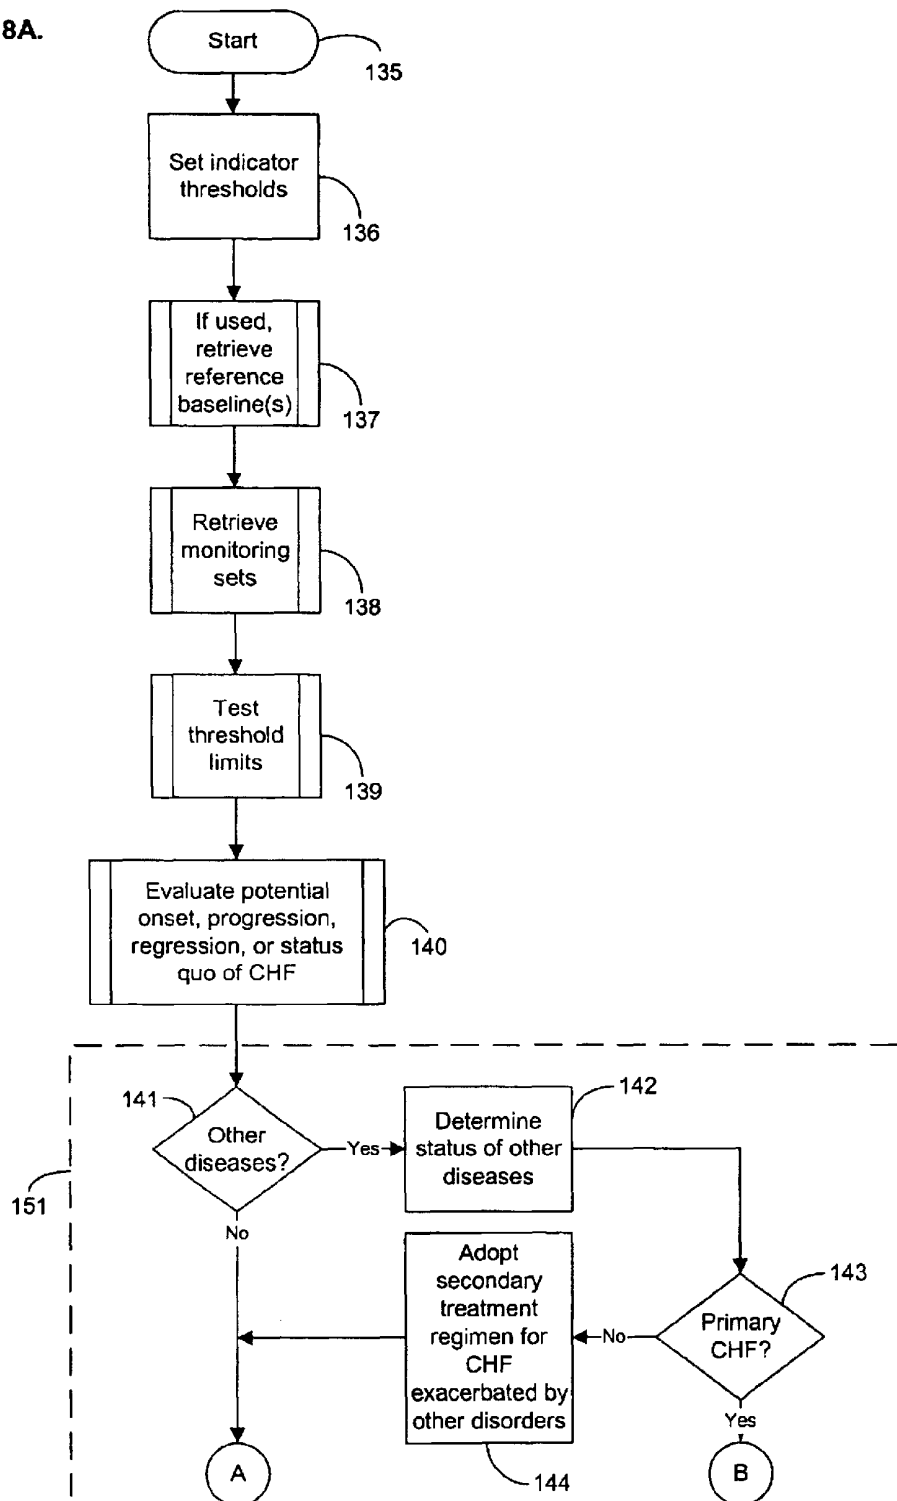 8A.
Start
135
Set indicator
thresholds
136
If used,
retrieve
reference
baseline(s)
137
Retrieve
monitoring
sets
138
Test
threshold
limits
139
Evaluate potential
onset, progression,
regression, or status
quo of CHF
140
141
Other
diseases?
Yes
142
Determine
status of other
diseases
151
No
Adopt
secondary
treatment
regimen for
CHF
exacerbated by
other disorders
144
No
143
Primary
CHF?
Yes
A
B